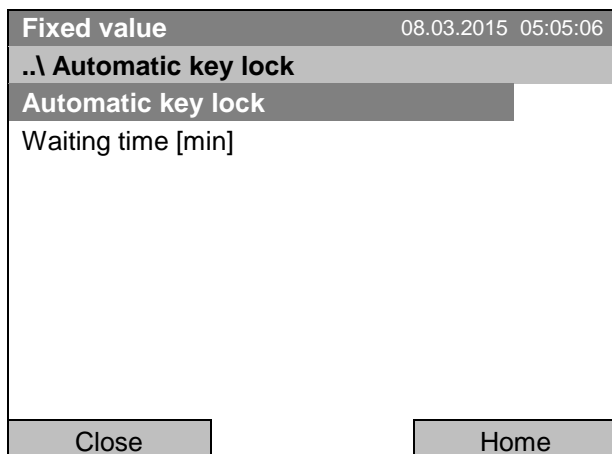 Fixed value 08.03.2015 05:05:06
..\ Automatic key lock
Automatic key lock
Waiting time [min]
Close Home